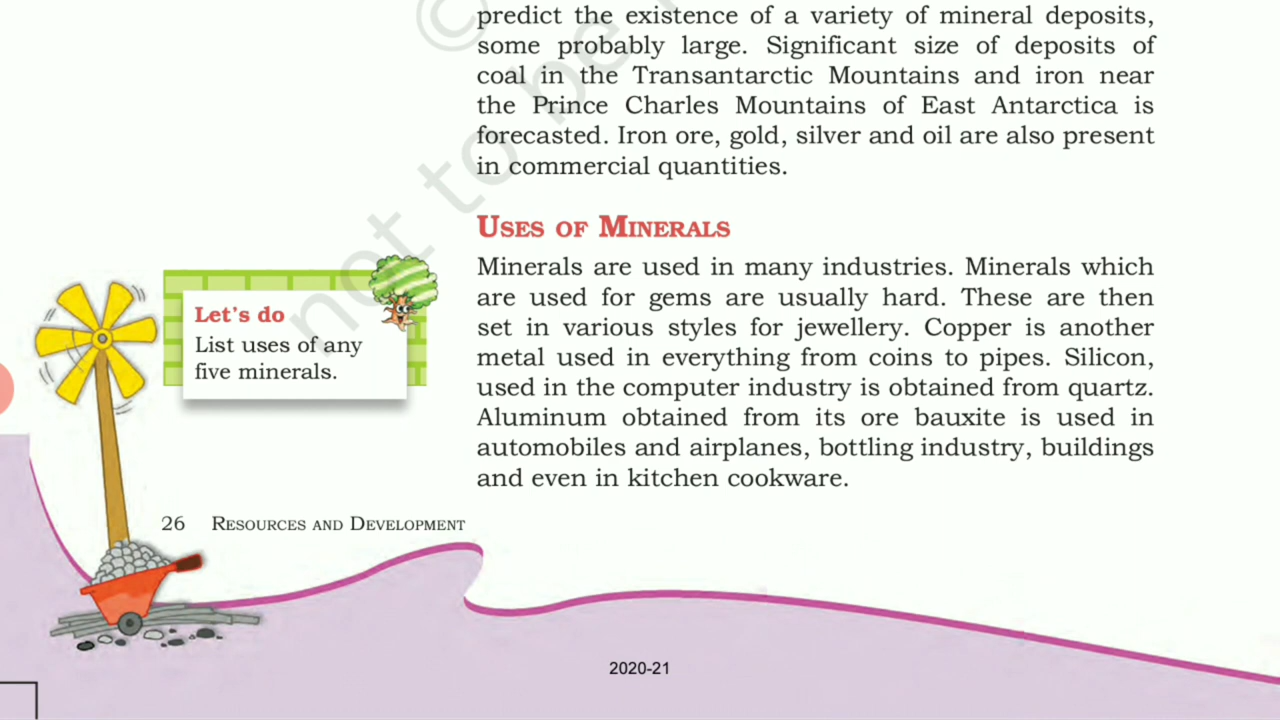 predict the existence of a variety of mineral deposits,
some probably large. Significant size of deposits of
coal in the Transantarctic Mountains and iron near
the Prince Charles Mountains of East Antarctica is
forecasted. Iron ore, gold, silver and oil are also present
in commercial quantities.
USES OF MINERALS
Minerals are used in many industries. Minerals which
are used for gems are usually hard. These are then
set in various styles for jewellery. Copper is another
metal used in everything from coins to pipes. Silicon,
used in the computer industry is obtained from quartz.
Aluminum obtained from its ore bauxite is used in
automobiles and airplanes, bottling industry, buildings
and even in kitchen cookware.
Let's do
List uses of any
five minerals.
26 RESOURCES AND DEVELOPMENT
2020-21
© not to be